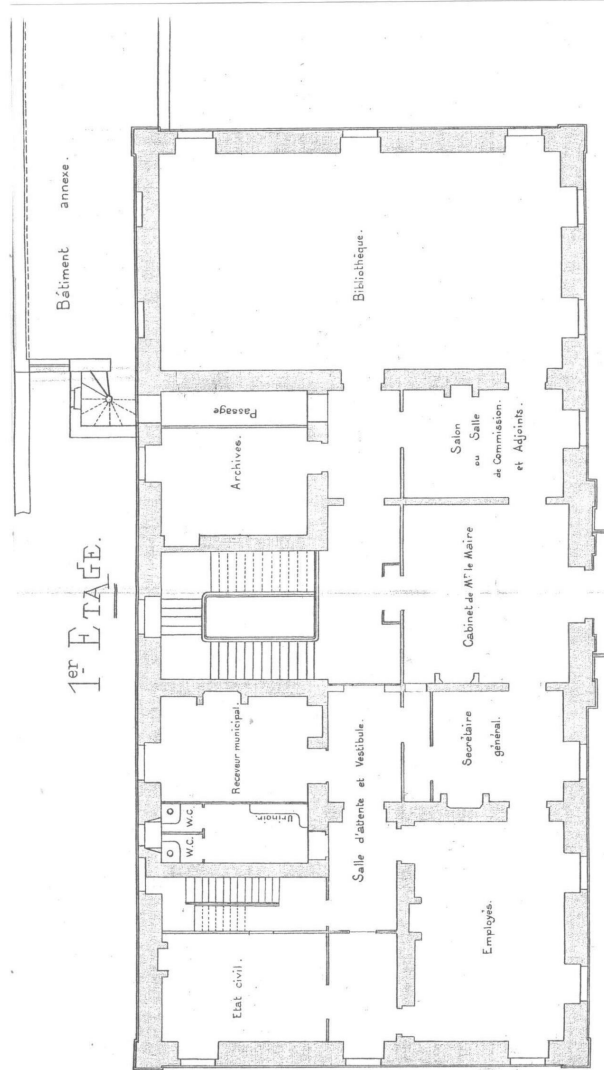 1er ETAGE.
Bâtiment annexe.
Etat civil.
W.C.
W.C.
Urinoir.
Receveur municipal.
Archives.
Passage
Salle d'attente et Vestibule.
Bibliothèque.
Employés.
Secrétaire
général.
Cabinet de Mr. le Maire
Salon
ou Salle
de Commission.
et Adjoints.